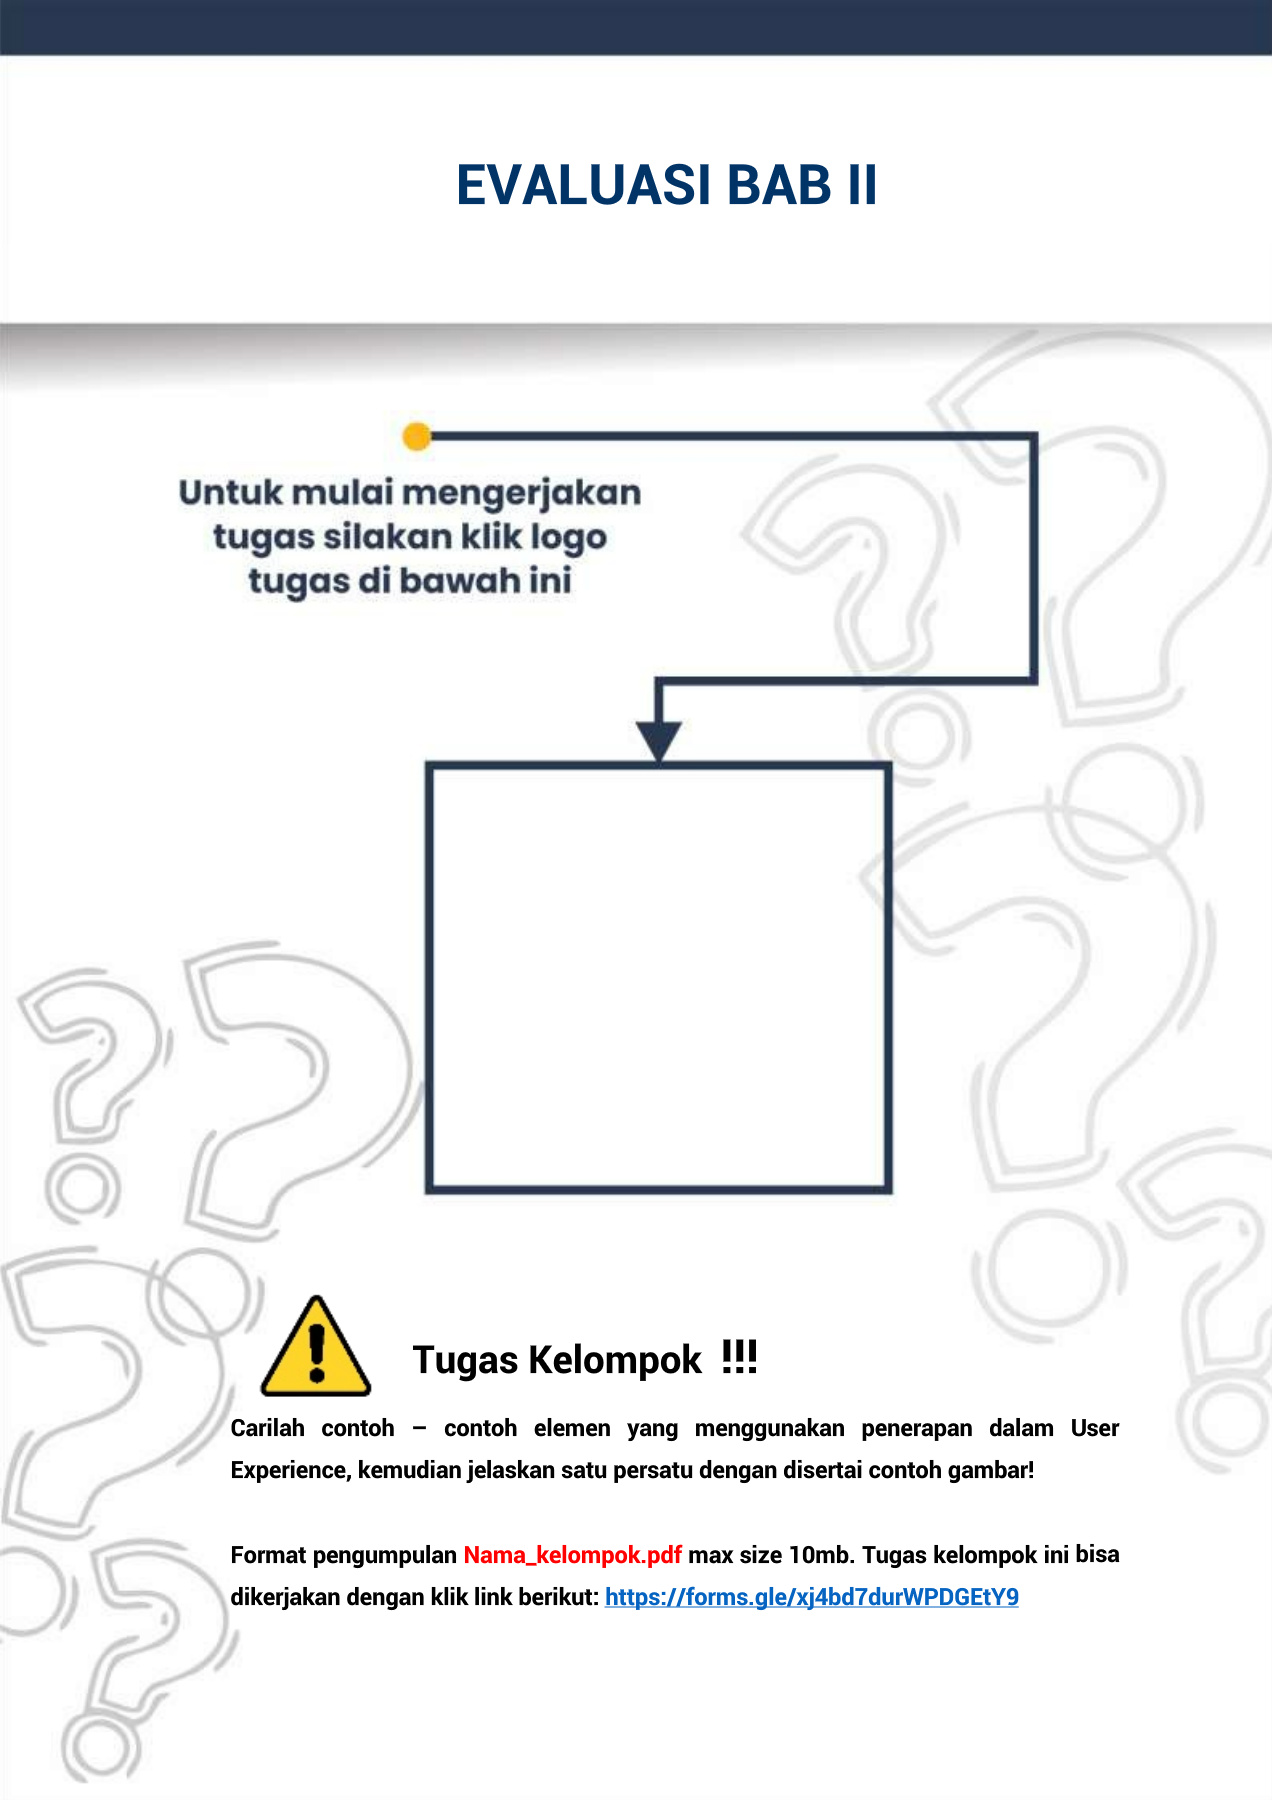 EVALUASI BAB II
Untuk mulai mengerjakan
tugas silakan klik logo
tugas di bawah ini
Tugas Kelompok !!!
Carilah contoh – contoh elemen yang menggunakan penerapan dalam User
Experience, kemudian jelaskan satu persatu dengan disertai contoh gambar!
Format pengumpulan Nama_kelompok.pdf max size 10mb. Tugas kelompok ini bisa
dikerjakan dengan klik link berikut: https://forms.gle/xj4bd7durWPDGEtY9